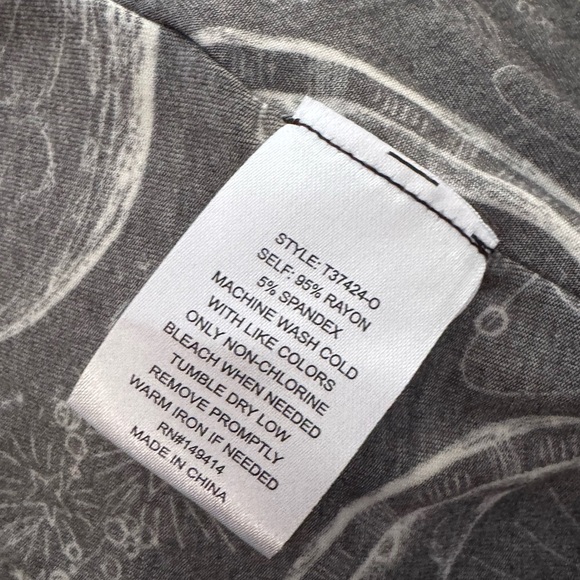 STYLE: T37424-O
SELF: 95% RAYON
5% SPANDEX
MACHINE WASH COLD
WITH LIKE COLORS
ONLY NON-CHLORINE
BLEACH WHEN NEEDED
TUMBLE DRY LOW
REMOVE PROMPTLY
WARM IRON IF NEEDED
RN#149414
MADE IN CHINA